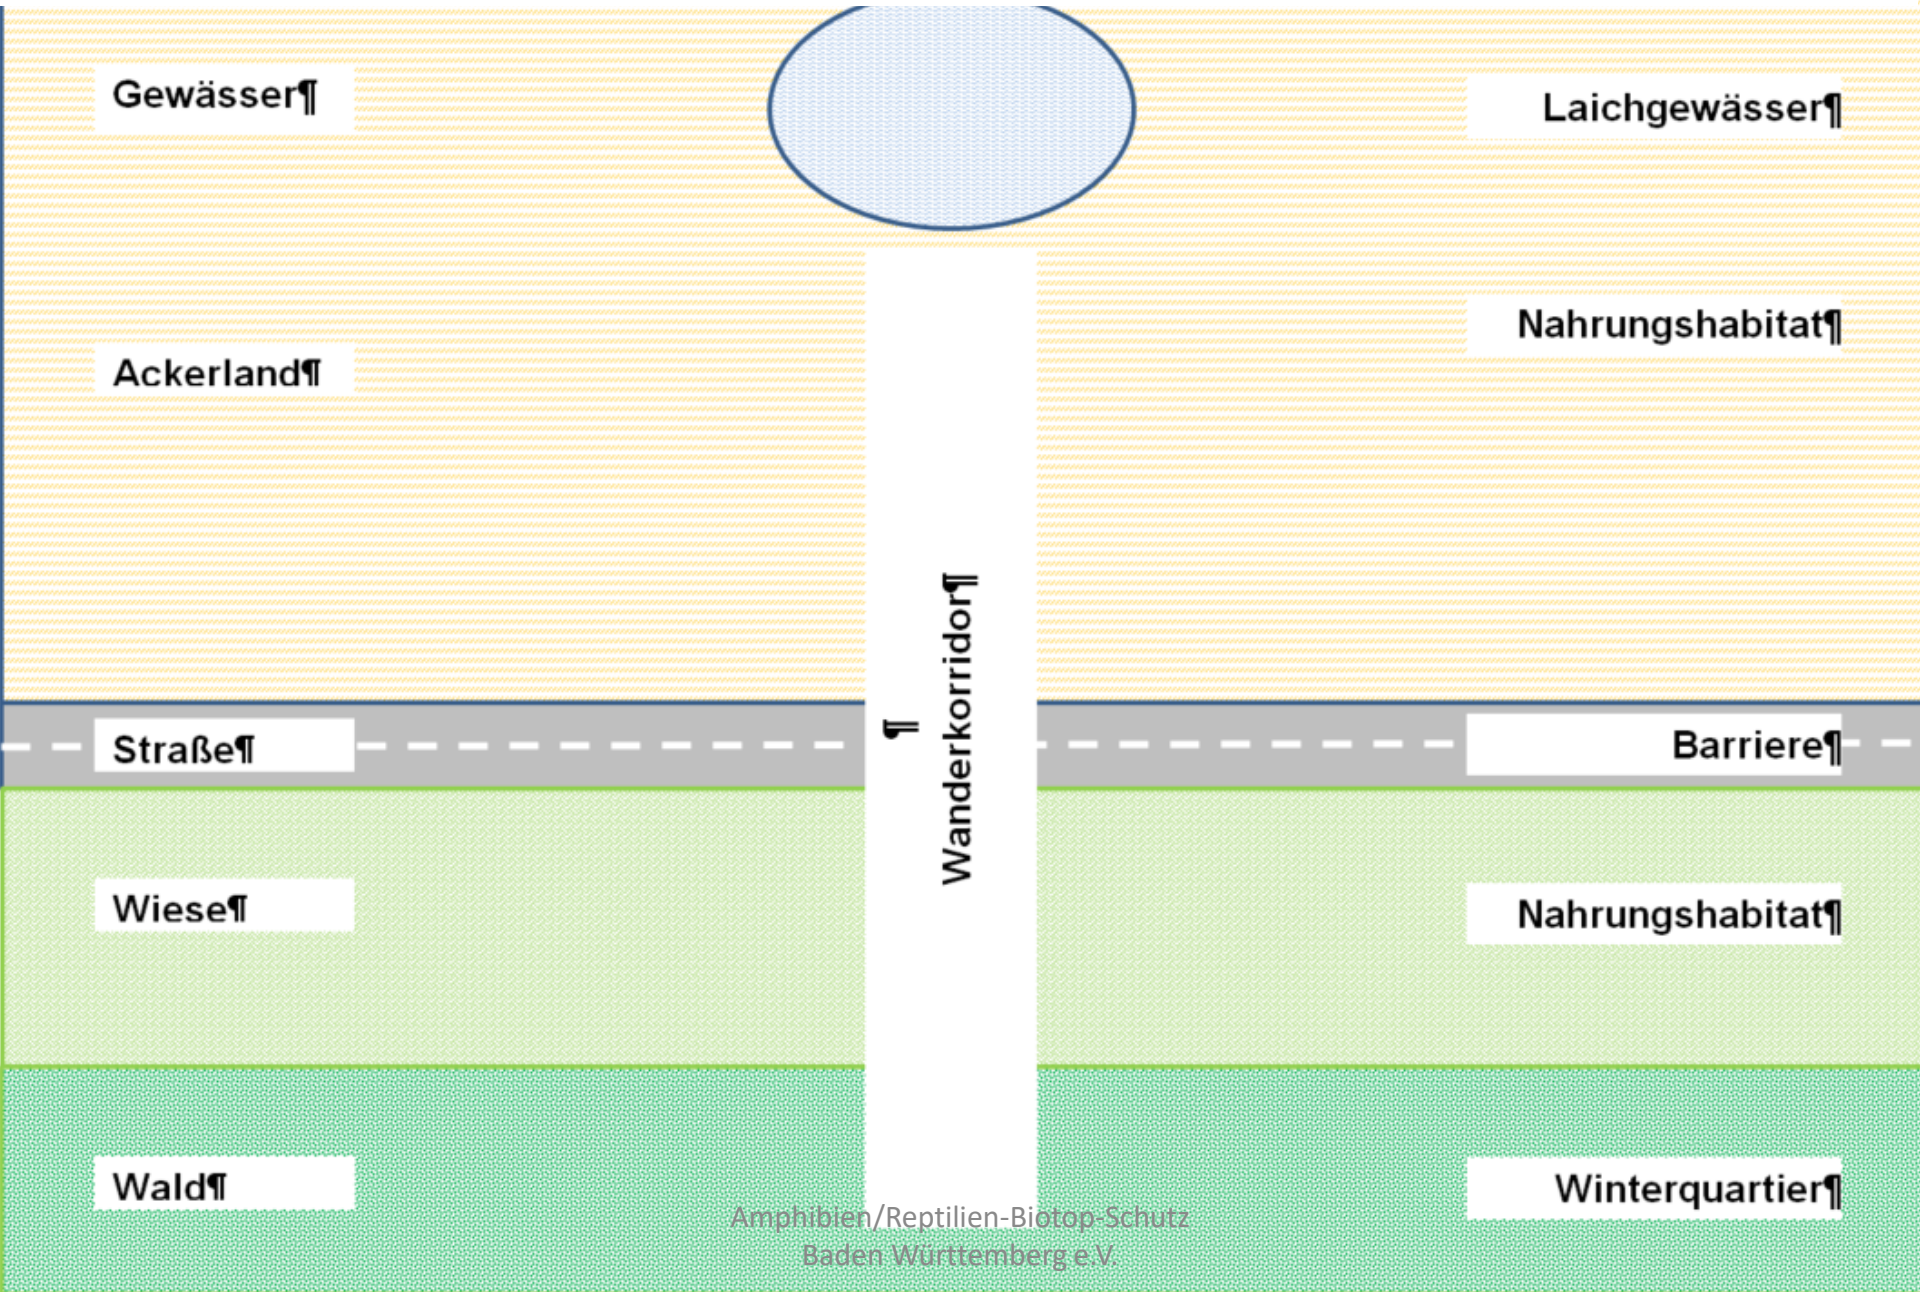 Gewässer¶
Laichgewässer¶
Nahrungshabitat¶
Ackerland¶
¶
Wanderkorridor¶
Straße¶
Barriere¶
Wiese¶
Nahrungshabitat¶
Wald¶
Winterquartier¶
Amphibien/Reptilien-Biotop-Schutz
Baden Württemberg e.V.